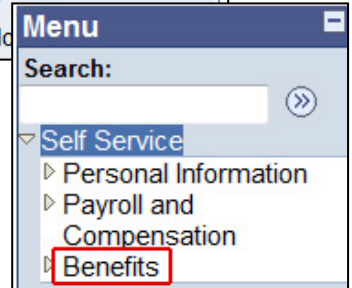 Menu
Search:
Self Service
Personal Information
Payroll and
Compensation
Benefits